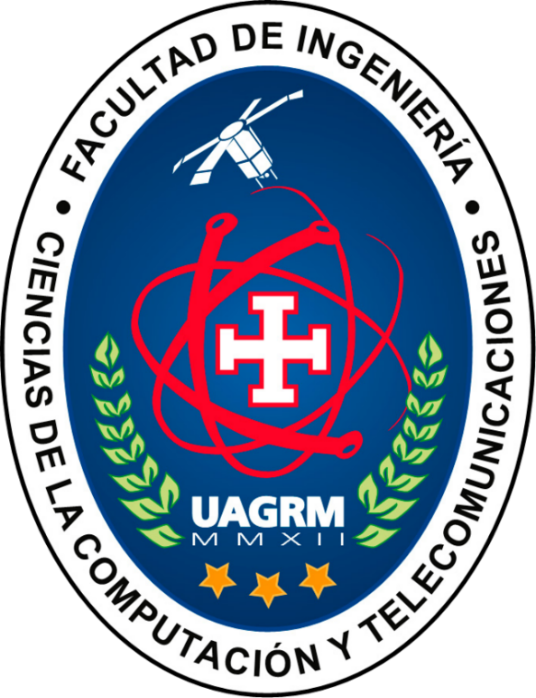 FACULTAD DE INGENIERÍA
CIENCIAS DE LA COMPUTACIÓN Y TELECOMUNICACIONES
UAGRM
MMXII